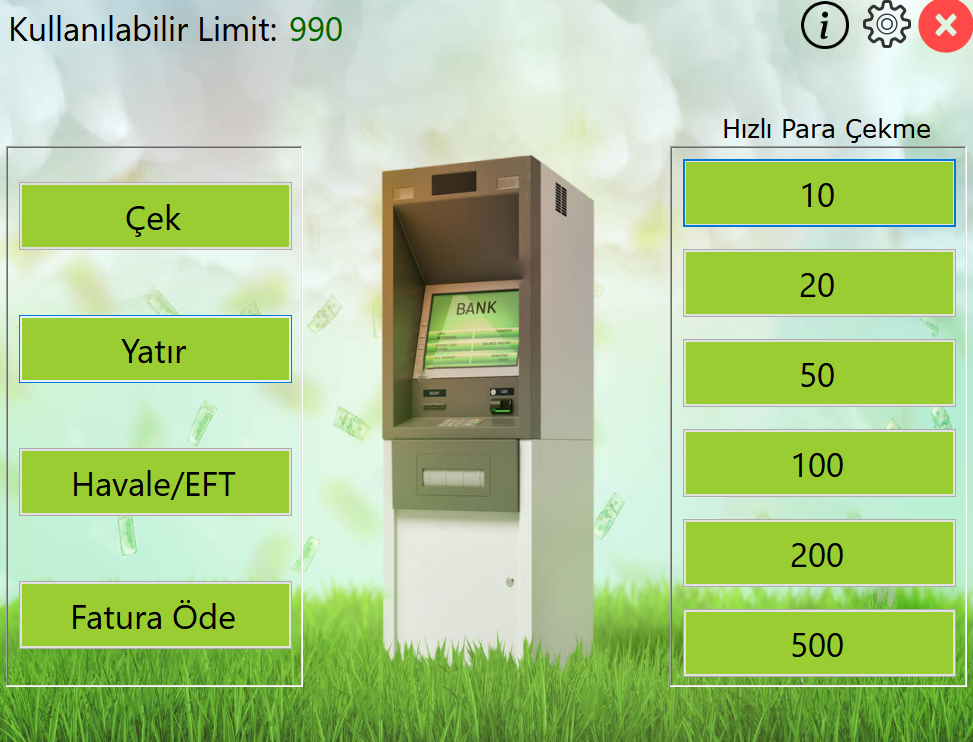 Kullanılabilir Limit: 990
Hızlı Para Çekme
Çek
Yatır
Havale/EFT
Fatura Öde
10
20
50
100
200
500
BANK